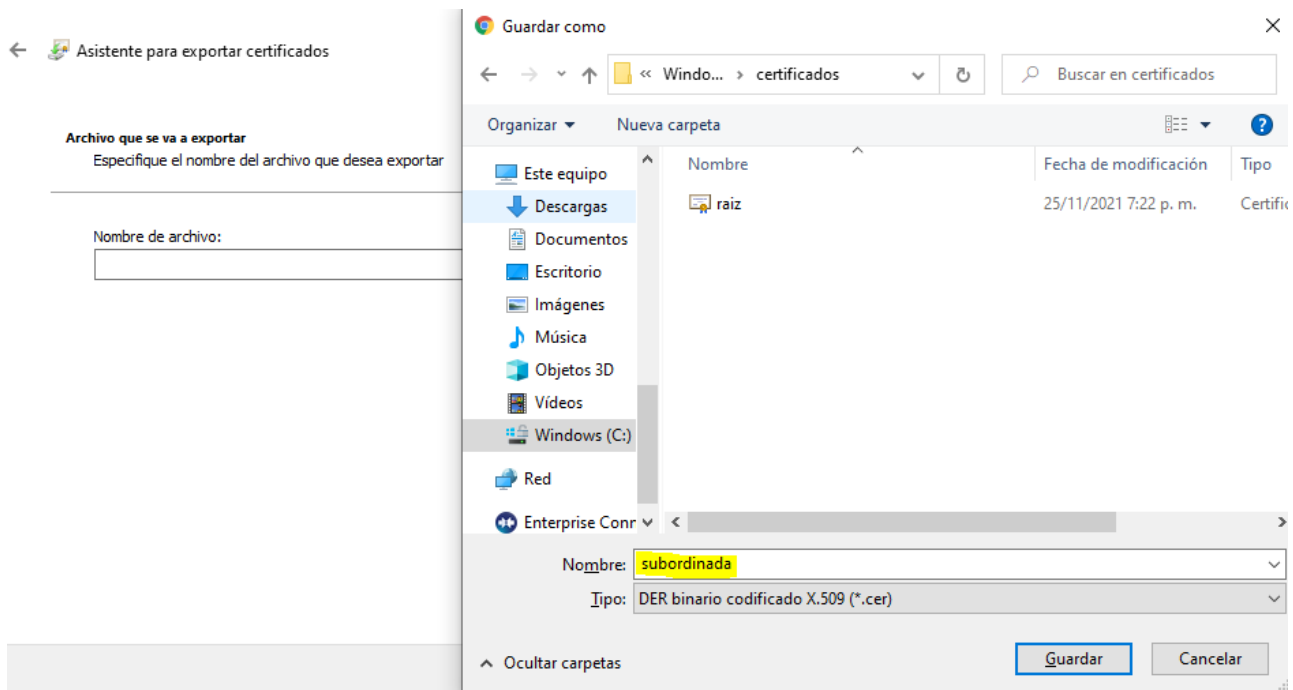 Asistente para exportar certificados
Archivo que se va a exportar
Especifique el nombre del archivo que desea exportar
Nombre de archivo:
Guardar como
« Windo... › certificados
Buscar en certificados
Organizar
Nueva carpeta
Este equipo
Descargas
Documentos
Escritorio
Imágenes
Música
Objetos 3D
Vídeos
Windows (C:)
Red
Enterprise Conr
Nombre Fecha de modificación Tipo
raiz 25/11/2021 7:22 p. m. Certific
Nombre: subordinada
Tipo: DER binario codificado X.509 (*.cer)
Ocultar carpetas
Guardar
Cancelar